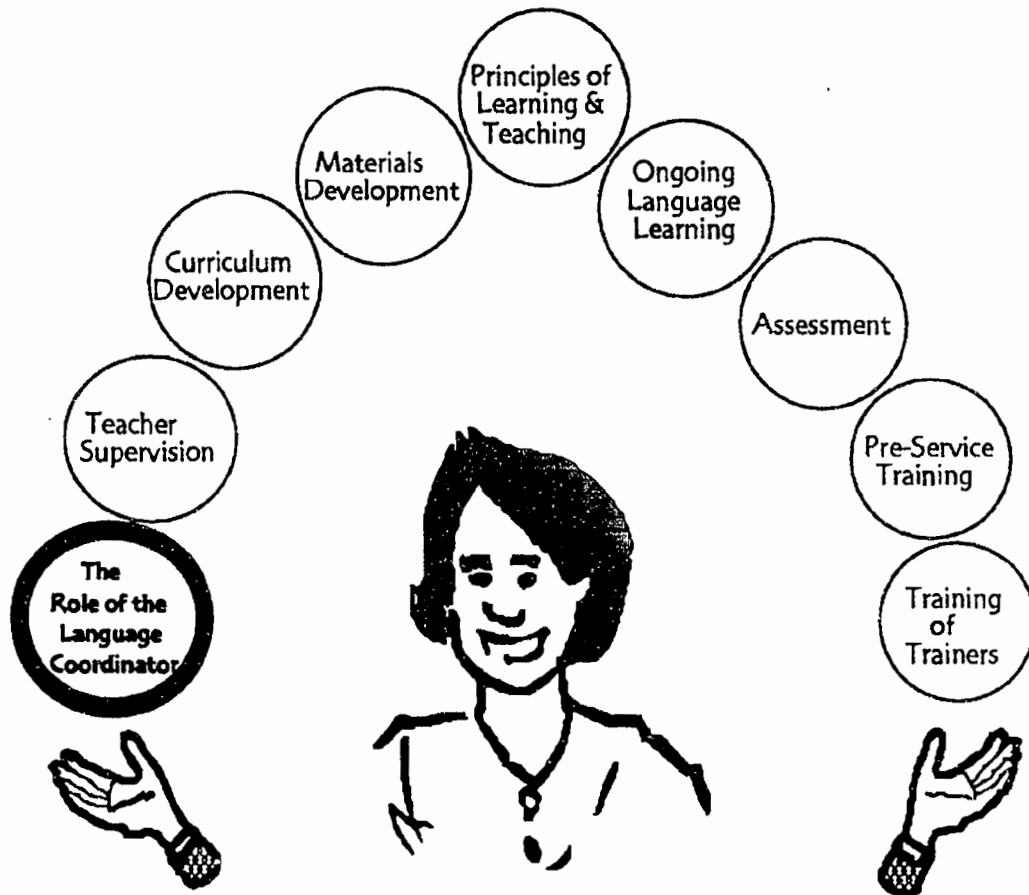 Principles of
Learning &
Teaching
Materials
Development
Ongoing
Language
Learning
Curriculum
Development
Assessment
Teacher
Supervision
Pre-Service
Training
The
Role of the
Language
Coordinator
Training
of
Trainers